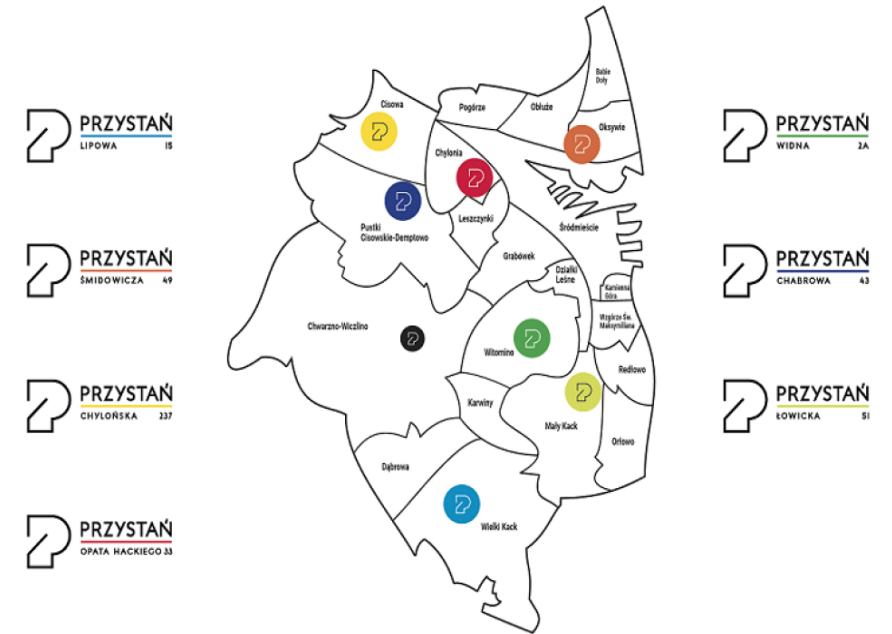 PRZYSTAŃ
LIPOWA 15
PRZYSTAŃ
ŚMIDOWICZA 49
PRZYSTAŃ
CHYLOŃSKA 237
PRZYSTAŃ
OPATA HACKIEGO 33
Babie
Doły
Cisowa
Pogórze
Obłuże
Oksywie
Chylonia
Leszczynki
Pustki
Cisowskie-Demptowo
Śródmieście
Grabówek
Działki
Leśne
Kamienna
Góra
Chwarzno-Wiczlino
Wzgórze Św.
Maksymiliana
Witomino
Redłowo
Karwiny
Mały Kack
Orłowo
Dąbrowa
Wielki Kack
PRZYSTAŃ
WIDNA 2A
PRZYSTAŃ
CHABROWA 43
PRZYSTAŃ
ŁOWICKA 51